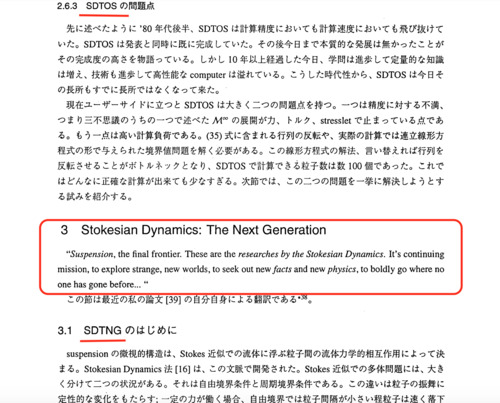 2.6.3 SDTOS の問題点
先に述べたように '80 年代後半、SDTOS は計算精度においても計算速度においても飛び抜けて
いた。SDTOS は発表と同時に既に完成していた。その後今日まで本質的な発展は無かったことが
その完成度の高さを物語っている。しかし 10 年以上経過した今日、学問は進歩して定量的な知識
は増え、技術も進歩して高性能な computer は溢れている。こうした時代性から、SDTOS は今日そ
の長所もすでに長所ではなくなって来た。
現在ユーザーサイドに立つと SDTOS は大きく二つの問題点を持つ。一つは精度に対する不満、
つまり三不思議のうちの一つで述べた M∞ の展開が力、トルク、stresslet で止まっている点であ
る。もう一点は高い計算負荷である。(35) 式に含まれる行列の反転や、実際の計算では連立線形方
程式の形で与えられた境界値問題を解く必要がある。この線形方程式の解法、言い替えれば行列を
反転させることがボトルネックとなり、SDTOS で計算できる粒子数は数 100 個であった。これで
はどんなに正確な計算が出来ても少なすぎる。次節では、この二つの問題を一挙に解決しようとす
る試みを紹介する。
3 Stokesian Dynamics: The Next Generation
"Suspension, the final frontier. These are the researches by the Stokesian Dynamics. It's continuing
mission, to explore strange, new worlds, to seek out new facts and new physics, to boldly go where no
one has gone before... "
この節は最近の私の論文 [39] の自分自身による翻訳である*38。
3.1 SDTNG のはじめに
suspension の微視的構造は、Stokes 近似での流体に浮ぶ粒子間の流体力学的相互作用によって決
まる。Stokesian Dynamics 法 [16] は、この文脈で開発された。Stokes 近似での多体問題には、大き
く分けて二つの状況がある。それは自由境界条件と周期境界条件である。この違いは粒子の振舞に
定性的な変化をもたらす; 一定の力が働く場合、自由境界では粒子間隔が小さい程粒子は速く落下